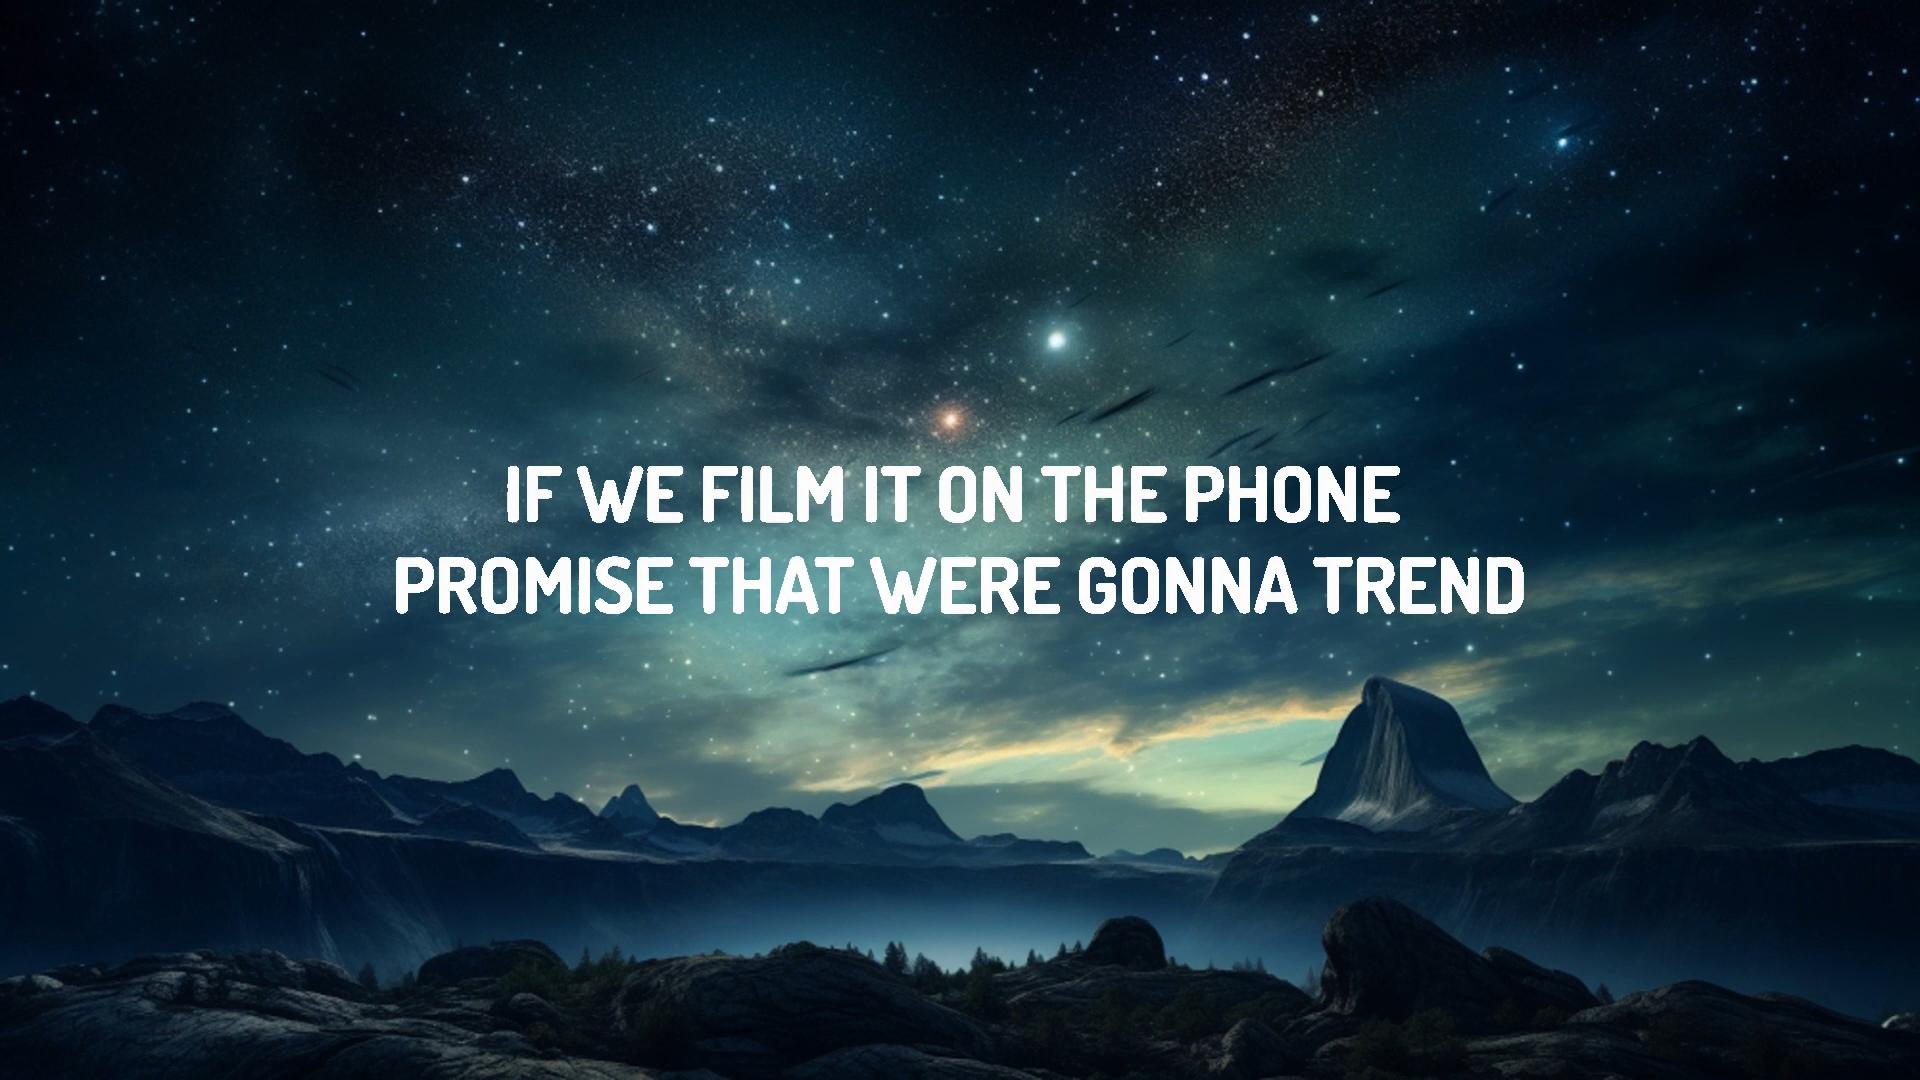 IF WE FILM IT ON THE PHONE
PROMISE THAT WERE GONNA TREND